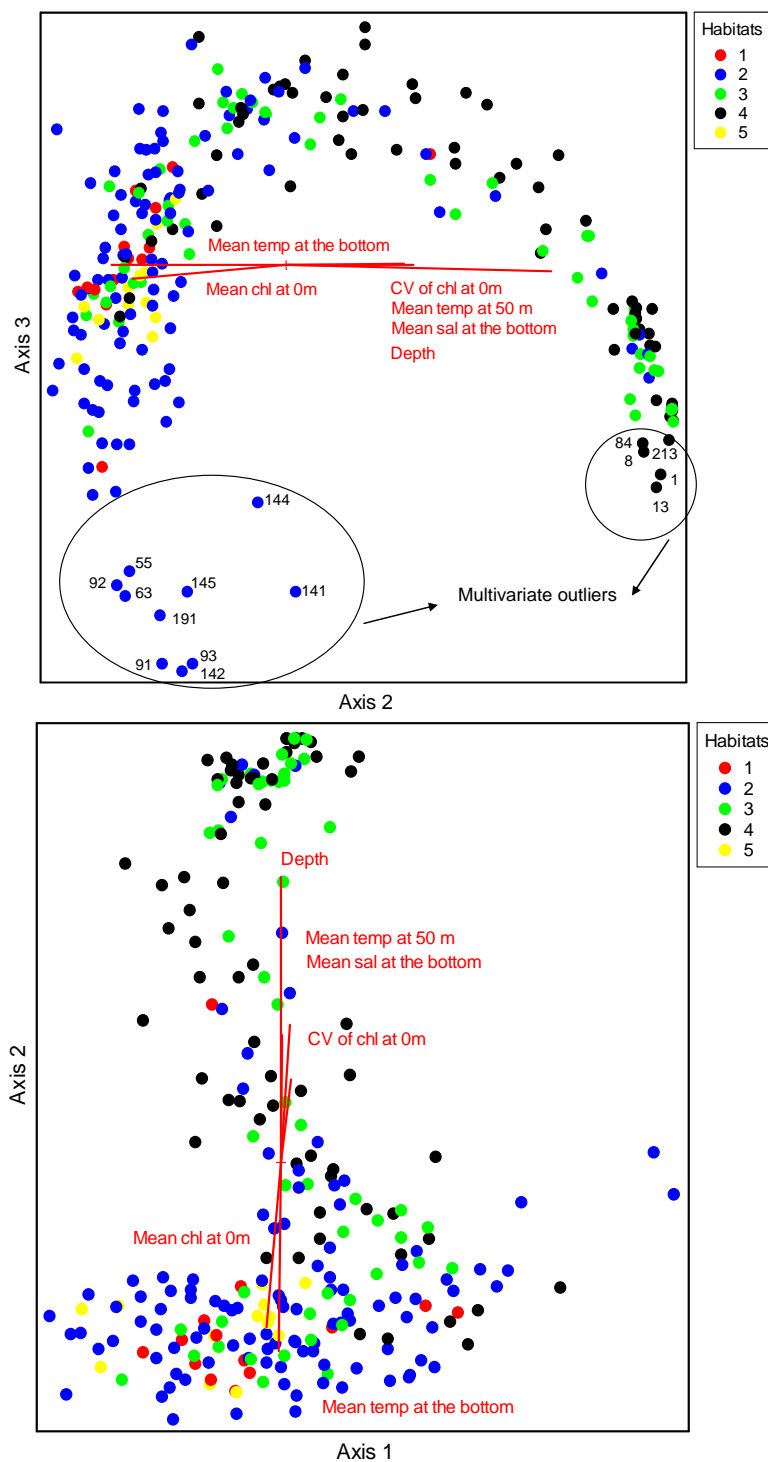 Habitats
1
2
3
4
5
Mean temp at the bottom
Mean chl at 0m
CV of chl at 0m
Mean temp at 50 m
Mean sal at the bottom
Depth
84
213
8
1
13
144
55
92
63
145
141
191
91
93
142
Multivariate outliers
Axis 3
Axis 2
Habitats
1
2
3
4
5
Depth
Mean temp at 50 m
Mean sal at the bottom
CV of chl at 0m
Mean chl at 0m
Mean temp at the bottom
Axis 2
Axis 1